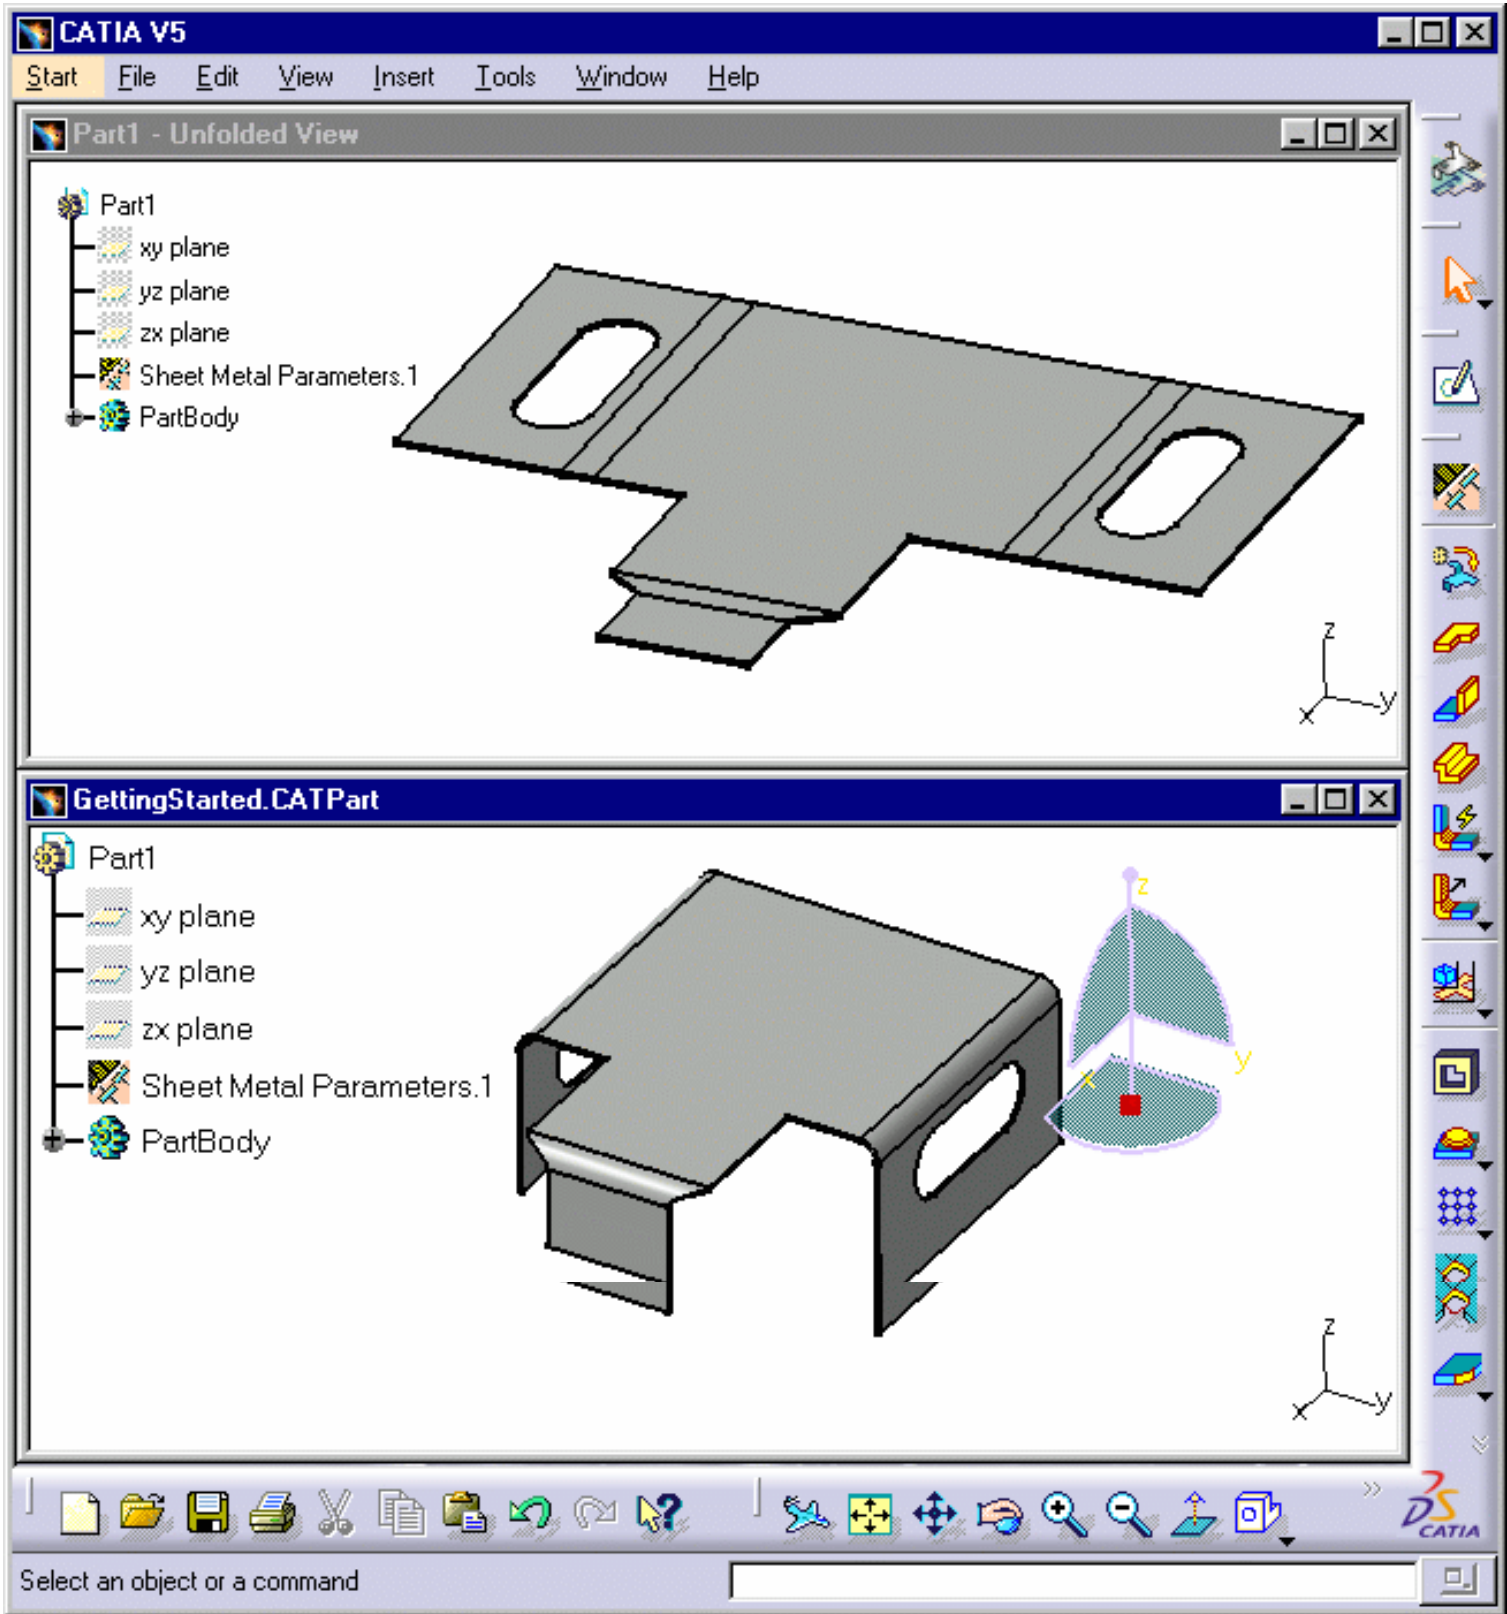 CATIA V5
Start File Edit View Insert Tools Window Help
Part1 - Unfolded View
Part1
xy plane
yz plane
zx plane
Sheet Metal Parameters.1
PartBody
z
x y
GettingStarted.CATPart
Part1
xy plane
yz plane
zx plane
Sheet Metal Parameters.1
PartBody
z
y
x
z
x y
CATIA
Select an object or a command